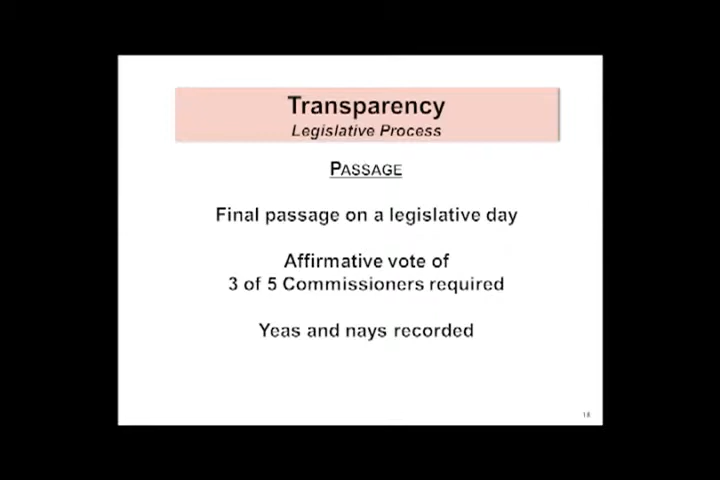 Transparency
Legislative Process
PASSAGE
Final passage on a legislative day
Affirmative vote of
3 of 5 Commissioners required
Yeas and nays recorded
18